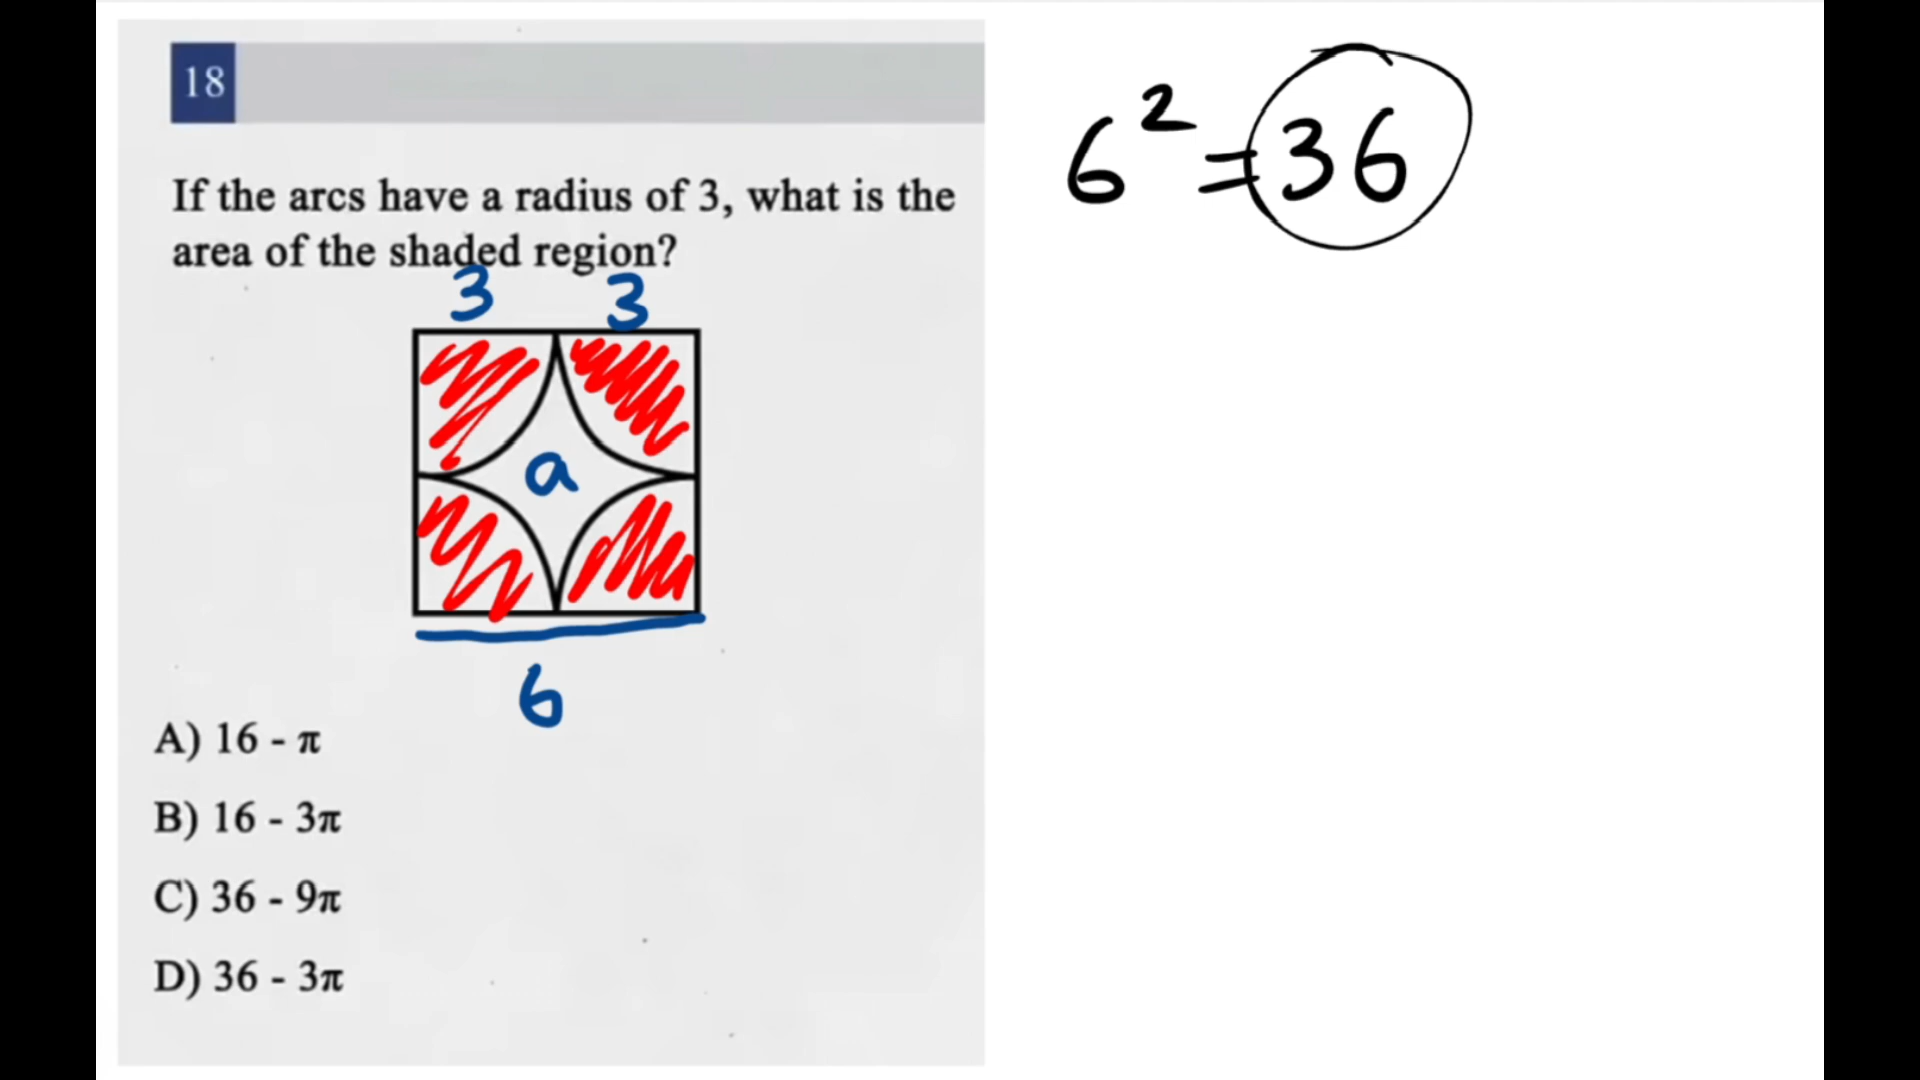 18
If the arcs have a radius of 3, what is the
area of the shaded region?
3 3
a
6
A) 16 - π
B) 16 - 3π
C) 36 - 9π
D) 36 - 3π
6² = 36